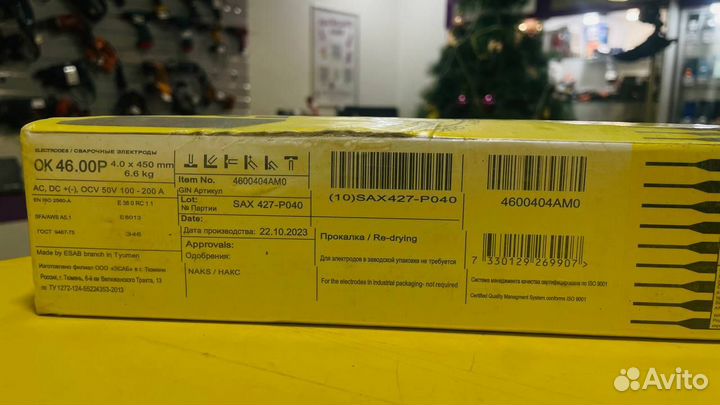 ELECTRODES / СВАРОЧНЫЕ ЭЛЕКТРОДЫ
OK 46.00P 4.0 x 450 mm
6.6 kg
AC, DC +(-), OCV 50V 100 - 200 A
EN ISO 2560-A E 38 0 RC 1 1
SFA/AWS A5.1 E 6013
ГОСТ 9467-75 Э46
Made by ESAB branch in Tyumen
Изготовлено филиал ООО «ЭСАБ» в г. Тюмени
Россия, г. Тюмень, 6-й км Велижанского Тракта, 13
по ТУ 1272-124-55224353-2013
Item No. 4600404AM0
GIN Артикул
Lot: SAX 427-P040
№ Партии
Date:
Дата производства: 22.10.2023
Approvals:
Одобрения:
NAKS / НАКС
(10)SAX427-P040
Прокалка / Re-drying
Для электродов в заводской упаковке не требуется
For the electrodes in industrial packaging - not required
4600404AM0
7 330129 269907 >
Система менеджмента качества сертифицирована по ISO 9001
Certified Quality Managment System conforms ISO 9001
Avito